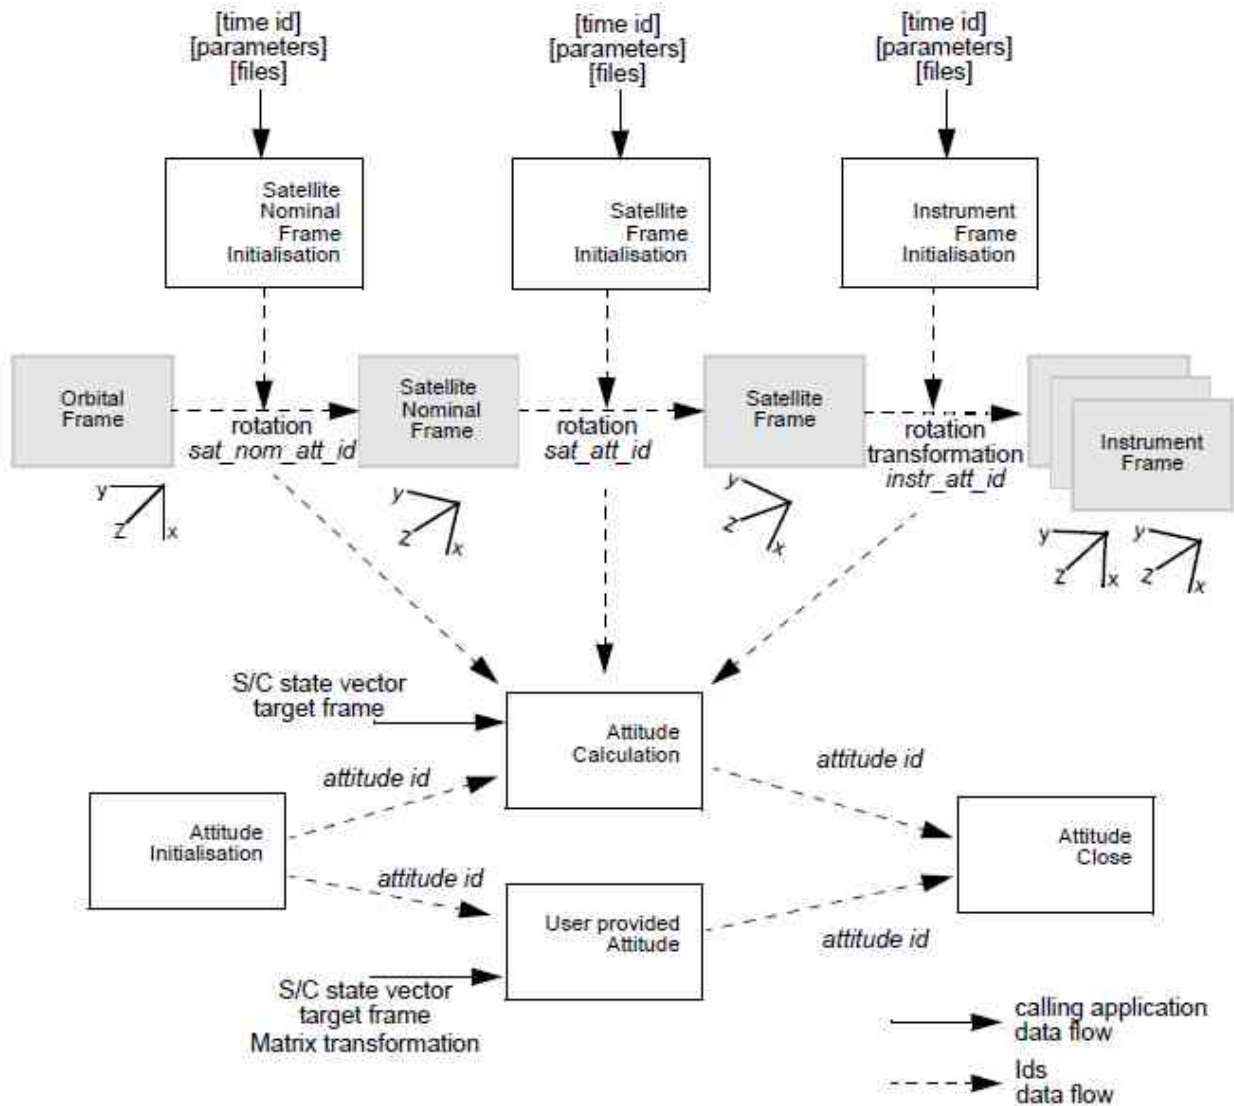 [time id]
[parameters]
[files]
[time id]
[parameters]
[files]
[time id]
[parameters]
[files]
Satellite
Nominal
Frame
Initialisation
Satellite
Frame
Initialisation
Instrument
Frame
Initialisation
Orbital
Frame
rotation
sat_nom_att_id
Satellite
Nominal
Frame
rotation
sat_att_id
Satellite
Frame
rotation
transformation
instr_att_id
Instrument
Frame
y
Z
x
y
Z
x
y
Z
x
y
Z
x
y
Z
x
S/C state vector
target frame
Attitude
Calculation
attitude id
attitude id
Attitude
Initialisation
Attitude
Close
attitude id
User provided
Attitude
attitude id
S/C state vector
target frame
Matrix transformation
calling application
data flow
Ids
data flow